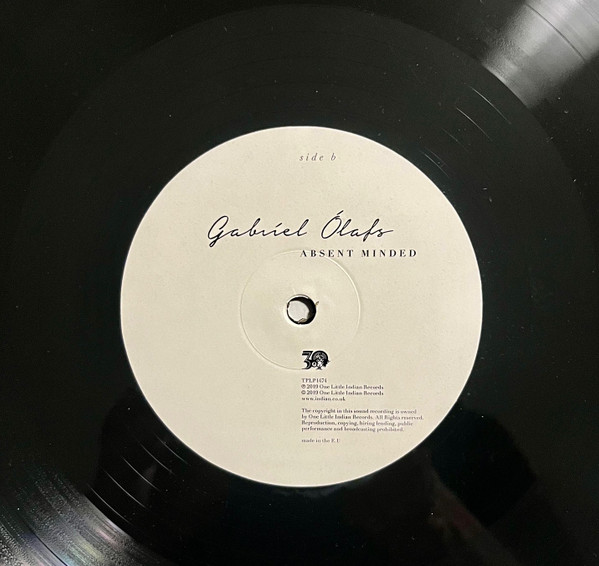 side b
Gabríel Ólafs
ABSENT MINDED
30
TPLP1474
℗ 2019 One Little Indian Records
© 2019 One Little Indian Records
www.indian.co.uk
The copyright in this sound recording is owned
by One Little Indian Records. All Rights reserved.
Reproduction, copying, hiring lending, public
performance and broadcasting prohibited.
made in the E.U